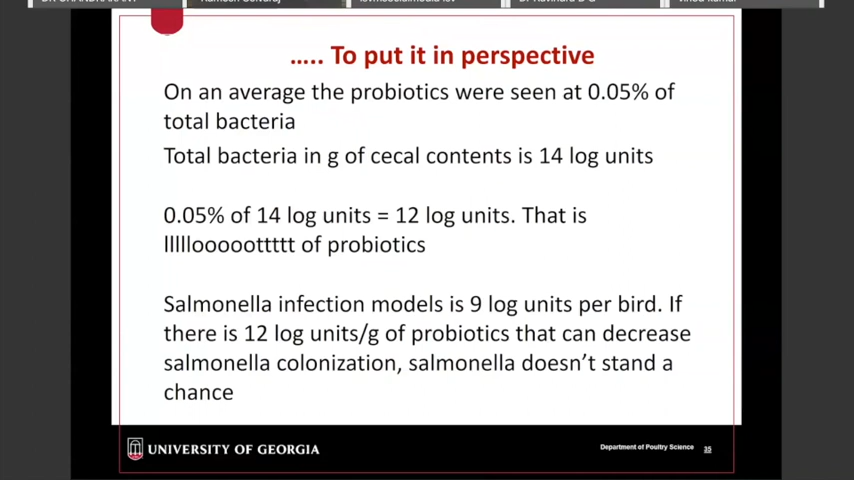 ….. To put it in perspective
On an average the probiotics were seen at 0.05% of
total bacteria
Total bacteria in g of cecal contents is 14 log units
0.05% of 14 log units = 12 log units. That is
lllllooooottttt of probiotics
Salmonella infection models is 9 log units per bird. If
there is 12 log units/g of probiotics that can decrease
salmonella colonization, salmonella doesn’t stand a
chance
UNIVERSITY OF GEORGIA
Department of Poultry Science 35